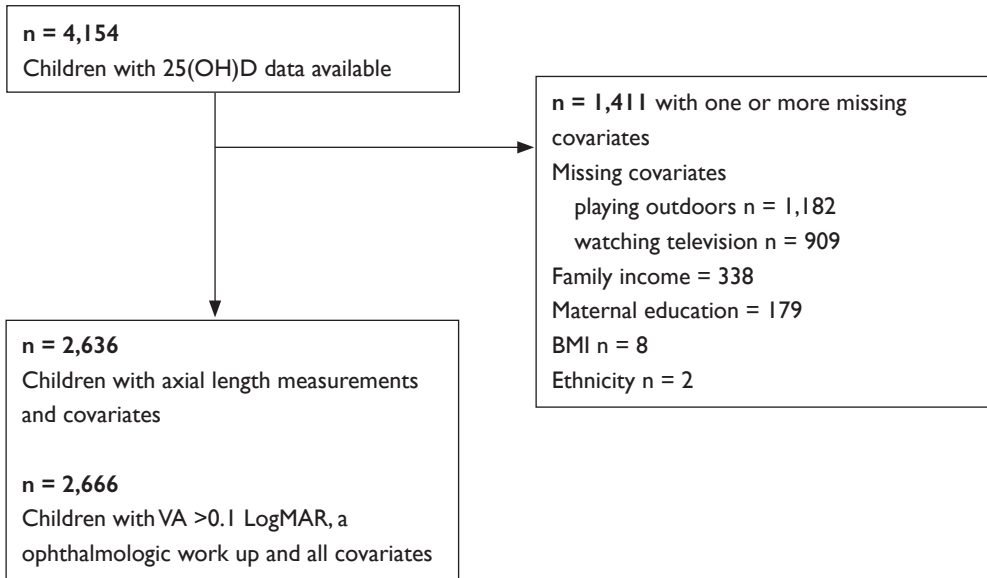 n = 4,154
Children with 25(OH)D data available
n = 1,411 with one or more missing
covariates
Missing covariates
playing outdoors n = 1,182
watching television n = 909
Family income = 338
Maternal education = 179
BMI n = 8
Ethnicity n = 2
n = 2,636
Children with axial length measurements
and covariates
n = 2,666
Children with VA >0.1 LogMAR, a
ophthalmologic work up and all covariates